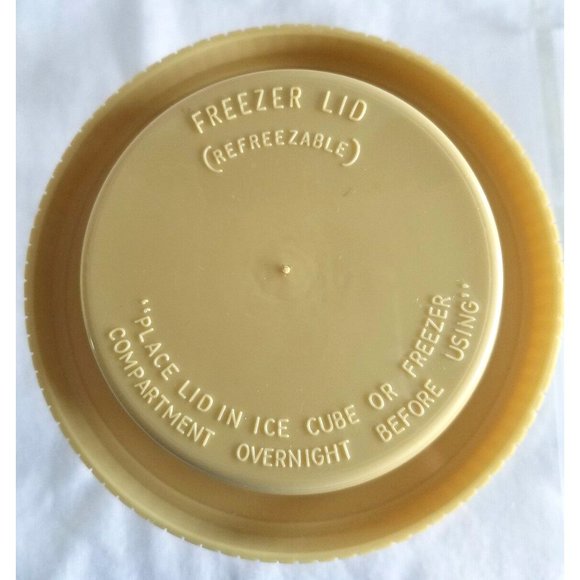 FREEZER LID
(REFREEZABLE)
"PLACE LID IN ICE CUBE OR FREEZER
COMPARTMENT OVERNIGHT BEFORE USING"